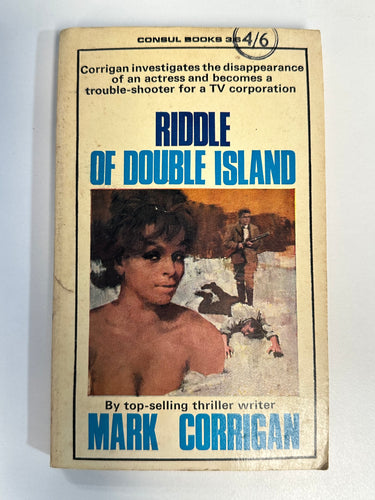 CONSUL BOOKS 3/6
4/6
Corrigan investigates the disappearance
of an actress and becomes a
trouble-shooter for a TV corporation
RIDDLE
OF DOUBLE ISLAND
By top-selling thriller writer
MARK CORRIGAN